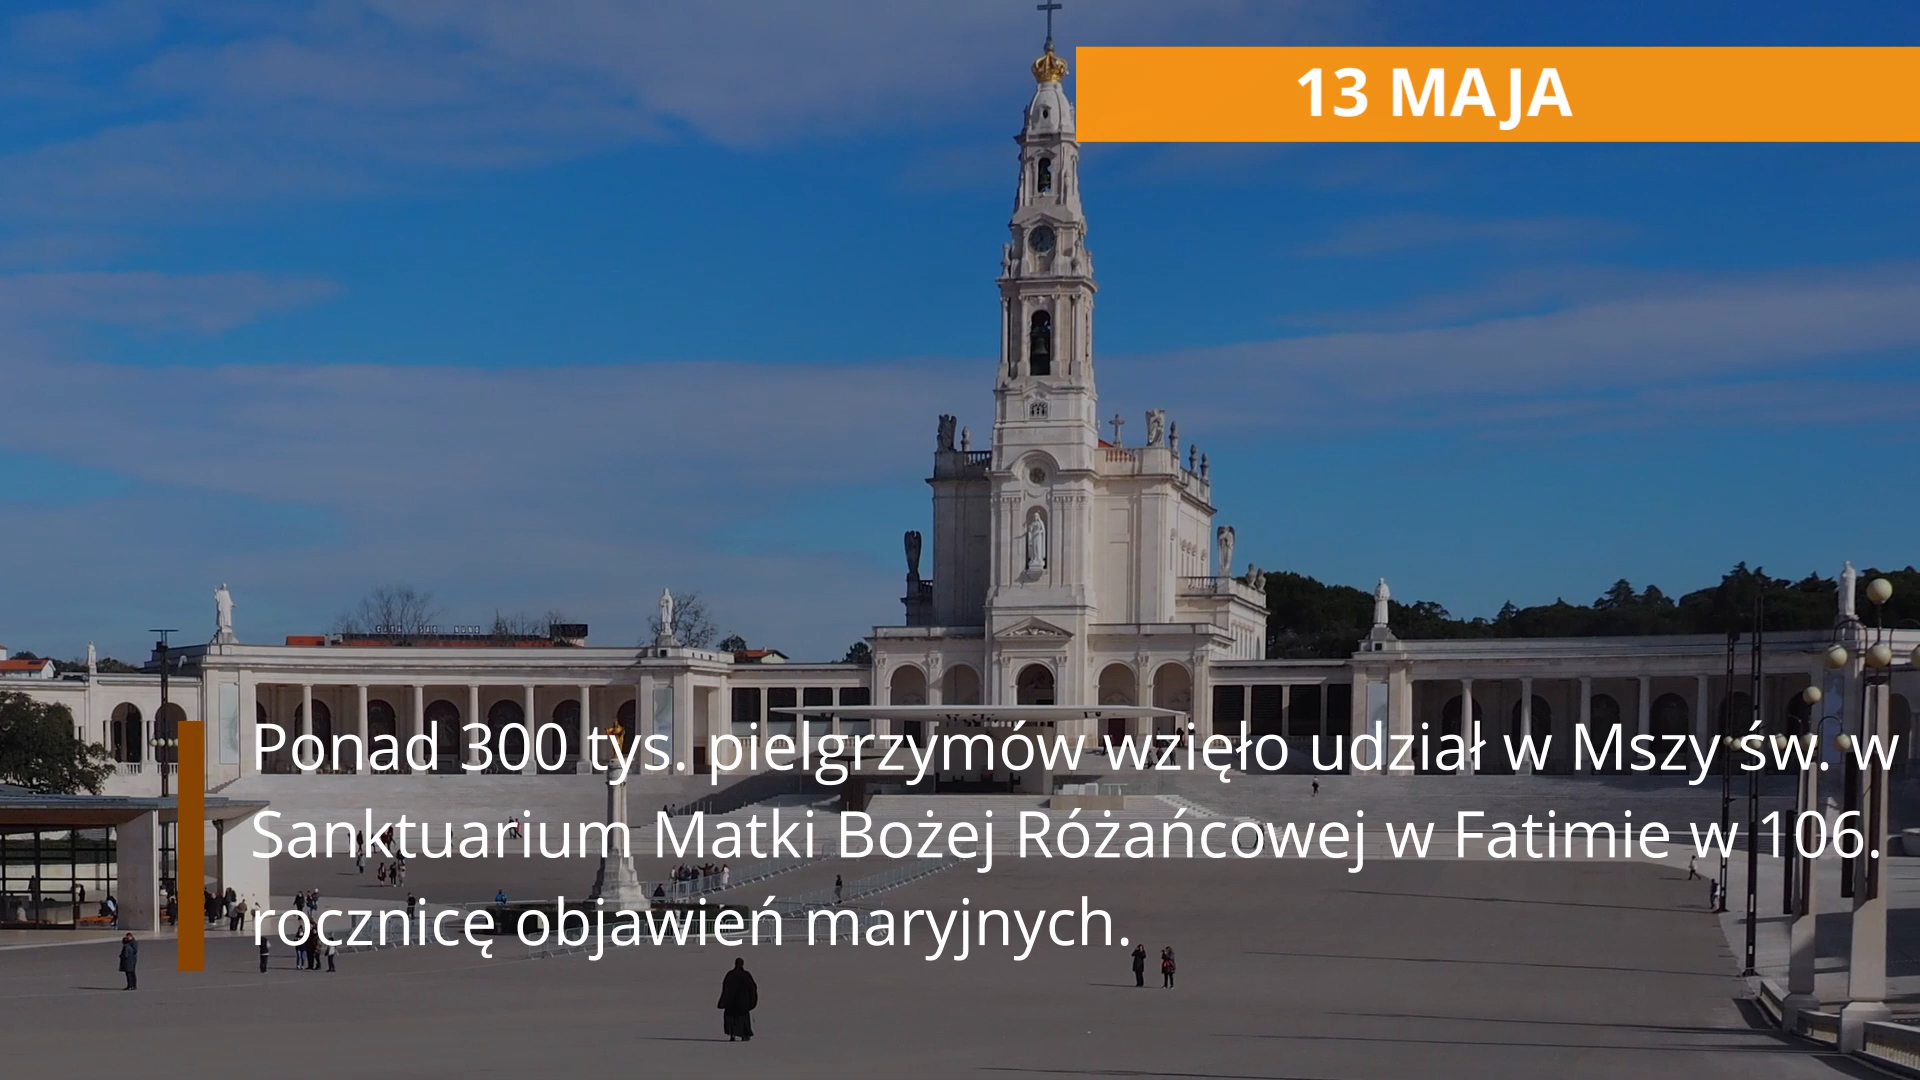 13 MAJA
Ponad 300 tys. pielgrzymów wzięło udział w Mszy św. w
Sanktuarium Matki Bożej Różańcowej w Fatimie w 106.
rocznicę objawień maryjnych.